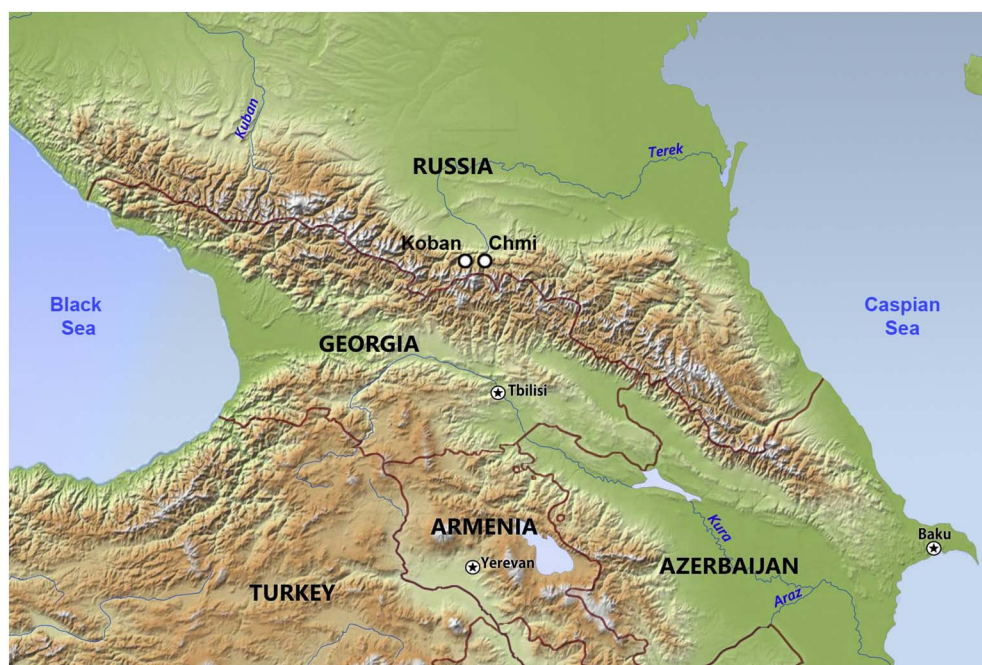 Kuban
Terek
RUSSIA
Koban
Chmi
Black
Sea
Caspian
Sea
GEORGIA
Tbilisi
Kura
ARMENIA
Baku
Yerevan
AZERBAIJAN
TURKEY
Araz